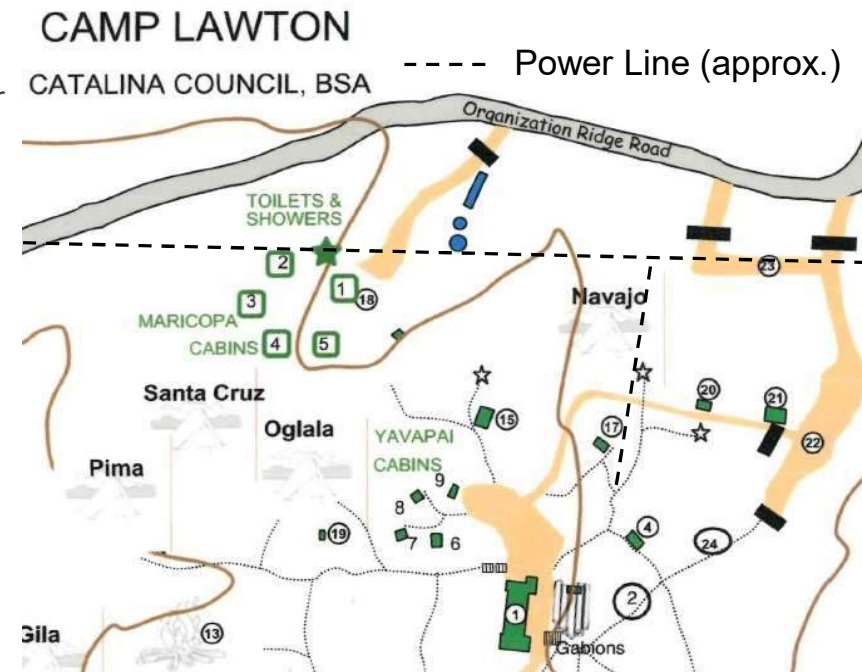 CAMP LAWTON
CATALINA COUNCIL, BSA
Power Line (approx.)
Organization Ridge Road
TOILETS &
SHOWERS
2
1
18
3
MARICOPA
CABINS
4
5
23
Navajo
Santa Cruz
Oglala
YAVAPAI
CABINS
Pima
15
17
20
21
22
9
8
7
6
19
4
24
1
2
Gila
13
Gabions